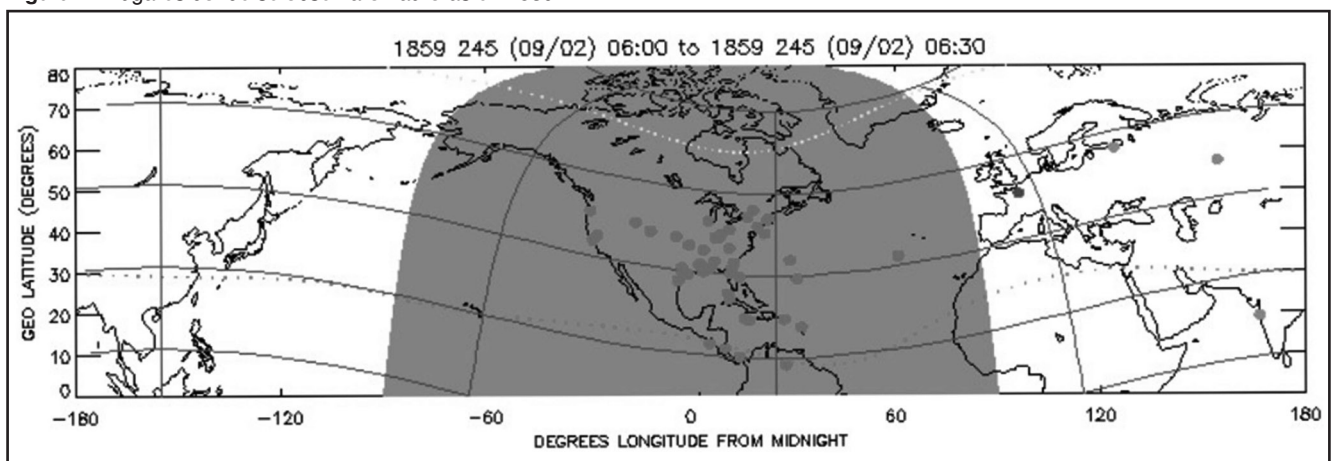 1859 245 (09/02) 06:00 to 1859 245 (09/02) 06:30
80
70
60
50
40
30
20
10
0
GEO LATITUDE (DEGREES)
-180 -120 -60 0 60 120 180
DEGREES LONGITUDE FROM MIDNIGHT